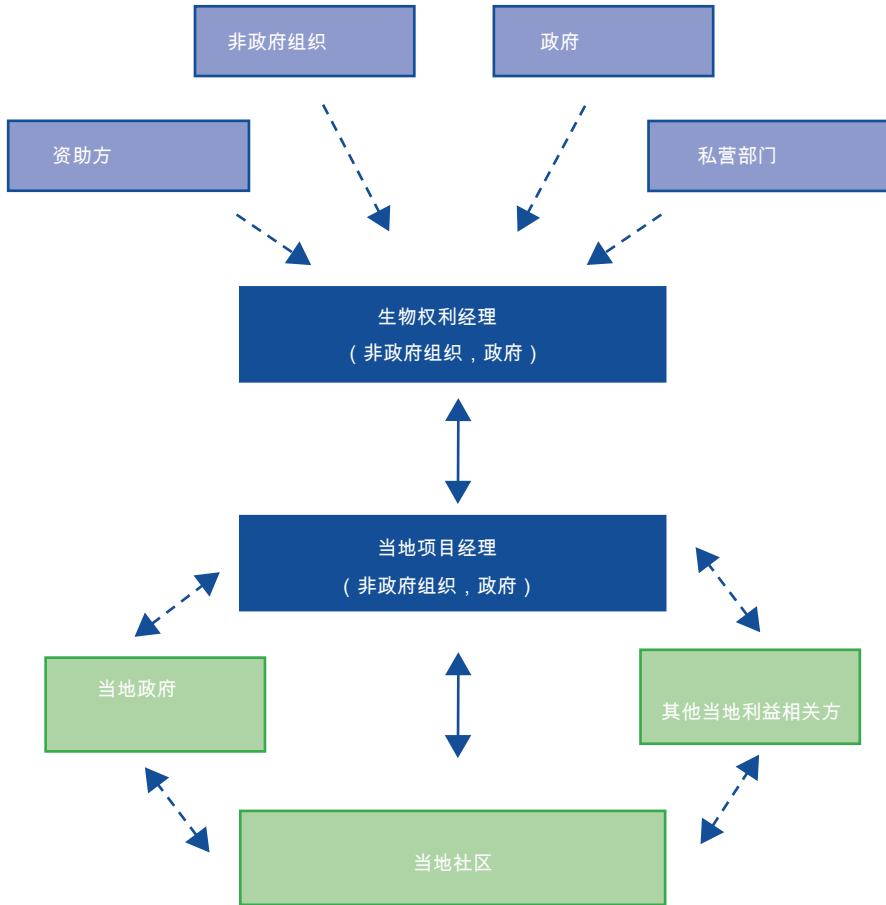 非政府组织
政府
资助方
私营部门
生物权利经理
(非政府组织,政府)
当地项目经理
(非政府组织,政府)
当地政府
其他当地利益相关方
当地社区